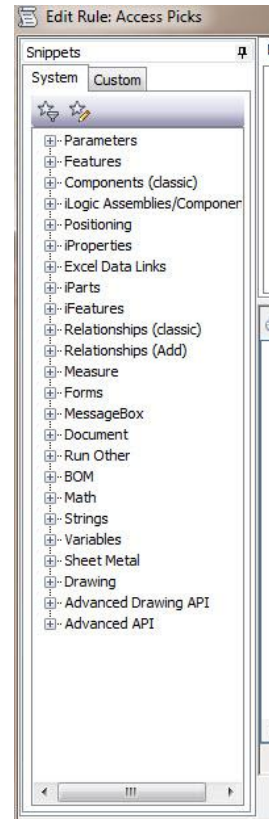 Edit Rule: Access Picks
Snippets
System Custom
Parameters
Features
Components (classic)
iLogic Assemblies/Componer
Positioning
iProperties
Excel Data Links
iParts
iFeatures
Relationships (classic)
Relationships (Add)
Measure
Forms
MessageBox
Document
Run Other
BOM
Math
Strings
Variables
Sheet Metal
Drawing
Advanced Drawing API
Advanced API